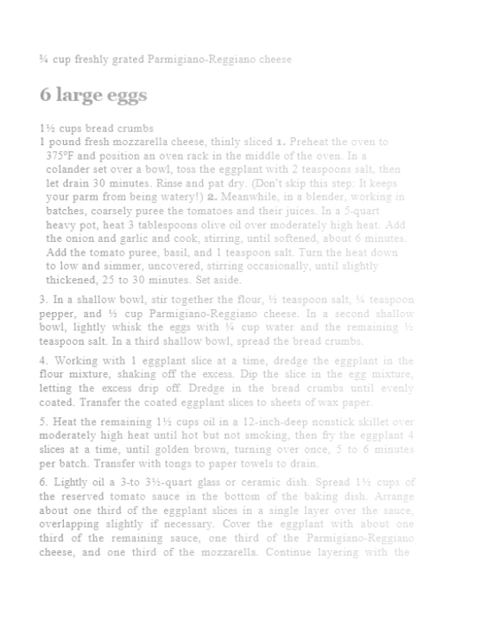 ¾ cup freshly grated Parmigiano-Reggiano cheese
6 large eggs
1½ cups bread crumbs
1 pound fresh mozzarella cheese, thinly sliced 1. Preheat the oven to
375°F and position an oven rack in the middle of the oven. In a
colander set over a bowl, toss the eggplant with 2 teaspoons salt, then
let drain 30 minutes. Rinse and pat dry. (Don't skip this step: It keeps
your parm from being watery!) 2. Meanwhile, in a blender, working in
batches, coarsely puree the tomatoes and their juices. In a 5-quart
heavy pot, heat 3 tablespoons olive oil over moderately high heat. Add
the onion and garlic and cook, stirring, until softened, about 6 minutes.
Add the tomato puree, basil, and 1 teaspoon salt. Turn the heat down
to low and simmer, uncovered, stirring occasionally, until slightly
thickened, 25 to 30 minutes. Set aside.
3. In a shallow bowl, stir together the flour, ½ teaspoon salt, ¼ teaspoon
pepper, and ½ cup Parmigiano-Reggiano cheese. In a second shallow
bowl, lightly whisk the eggs with ¼ cup water and the remaining ½
teaspoon salt. In a third shallow bowl, spread the bread crumbs.
4. Working with 1 eggplant slice at a time, dredge the eggplant in the
flour mixture, shaking off the excess. Dip the slice in the egg mixture,
letting the excess drip off. Dredge in the bread crumbs until evenly
coated. Transfer the coated eggplant slices to sheets of wax paper.
5. Heat the remaining 1½ cups oil in a 12-inch-deep nonstick skillet over
moderately high heat until hot but not smoking, then fry the eggplant 4
slices at a time, until golden brown, turning over once, 5 to 6 minutes
per batch. Transfer with tongs to paper towels to drain.
6. Lightly oil a 3-to 3½-quart glass or ceramic dish. Spread 1½ cups of
the reserved tomato sauce in the bottom of the baking dish. Arrange
about one third of the eggplant slices in a single layer over the sauce,
overlapping slightly if necessary. Cover the eggplant with about one
third of the remaining sauce, one third of the Parmigiano-Reggiano
cheese, and one third of the mozzarella. Continue layering with the